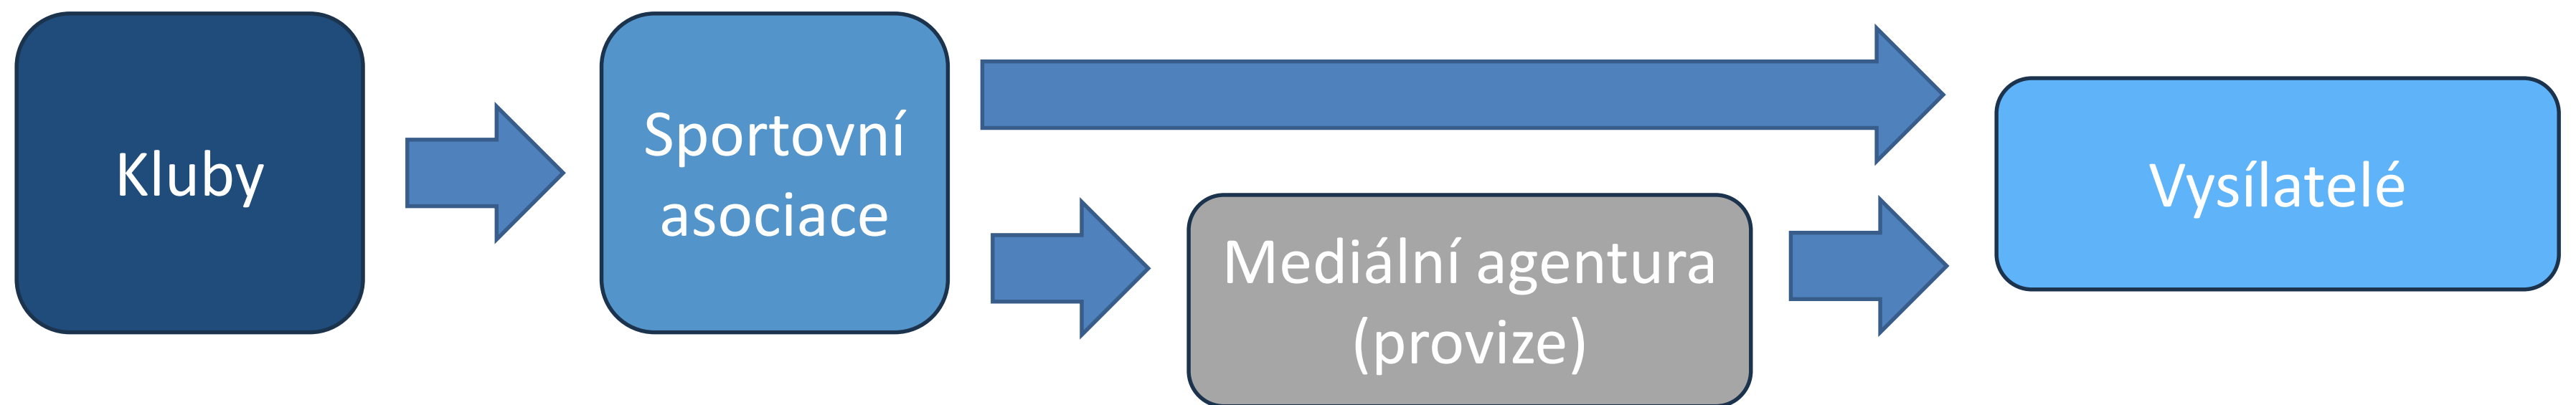 Kluby
Sportovní
asociace
Mediální agentura
(provize)
Vysílatelé